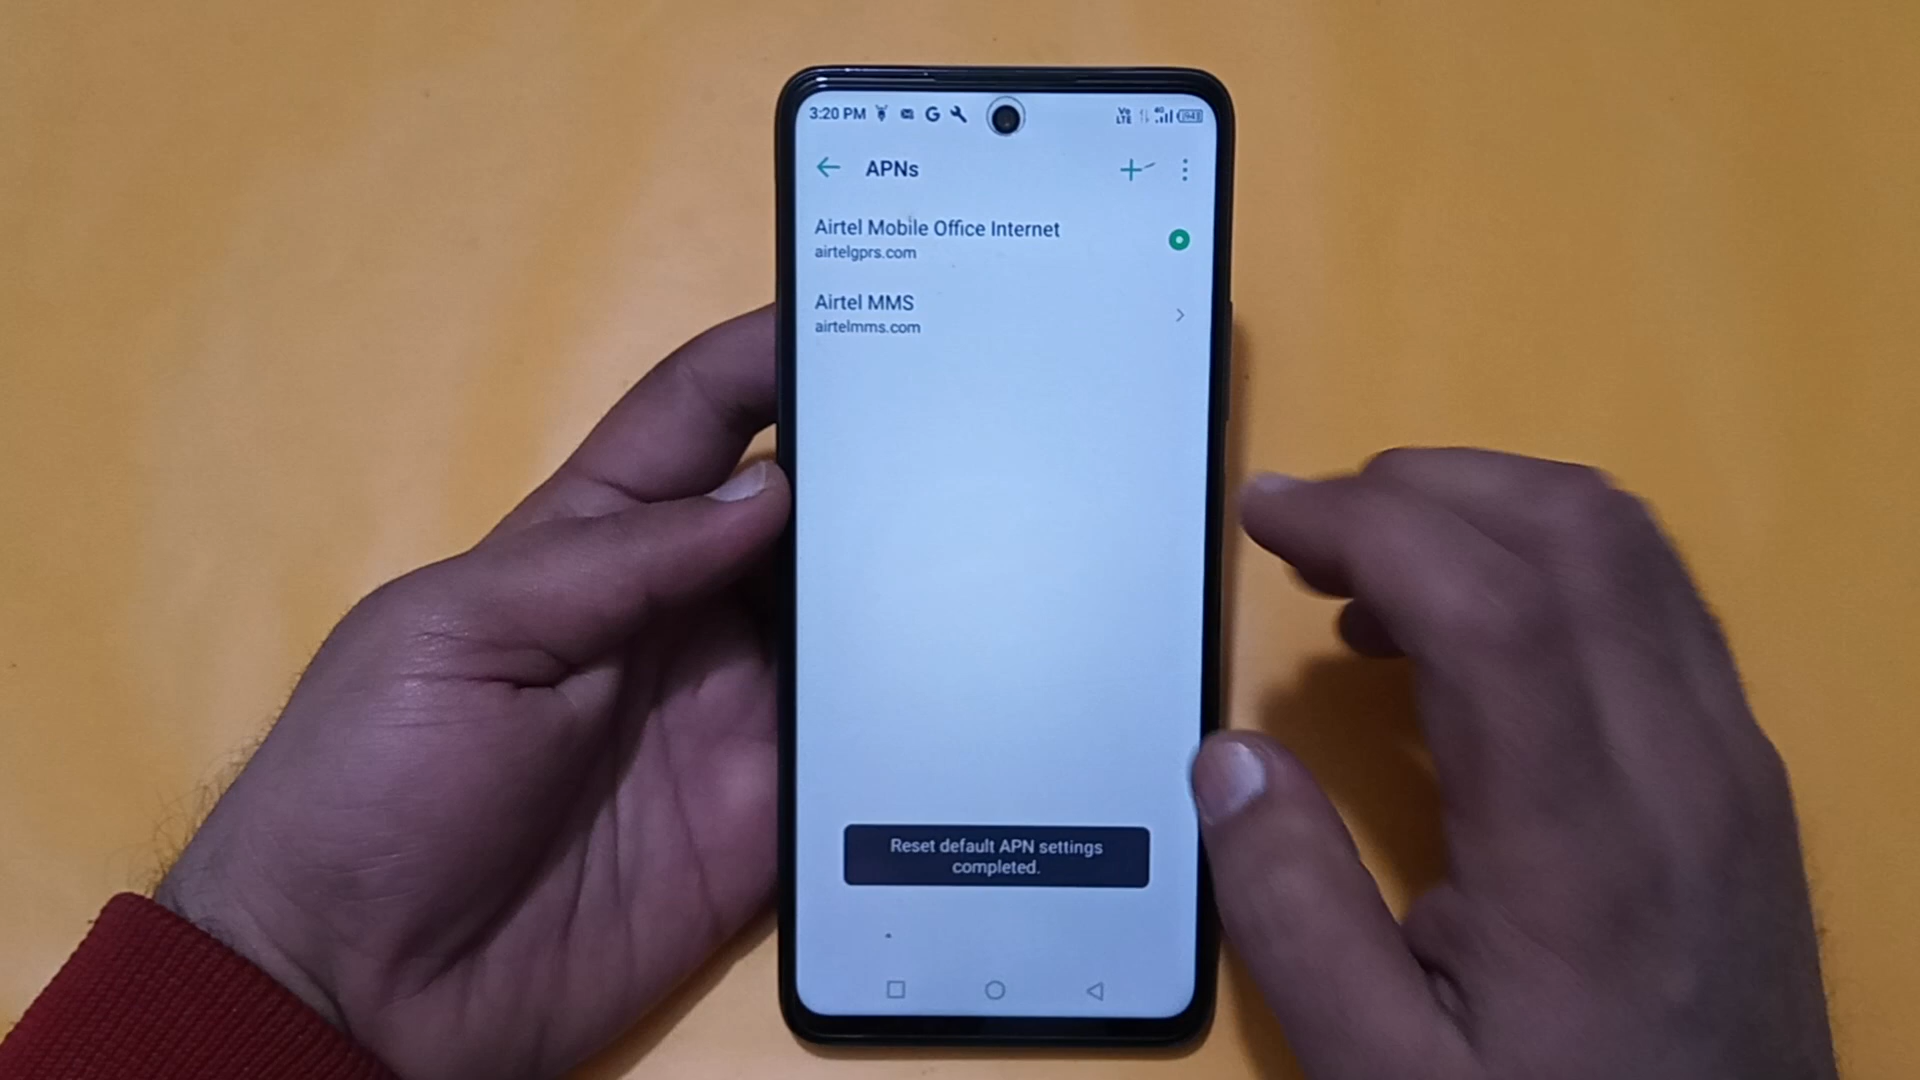 3:20 PM
APNs
Airtel Mobile Office Internet
airtelgprs.com
Airtel MMS
airtelmms.com
Reset default APN settings
completed.